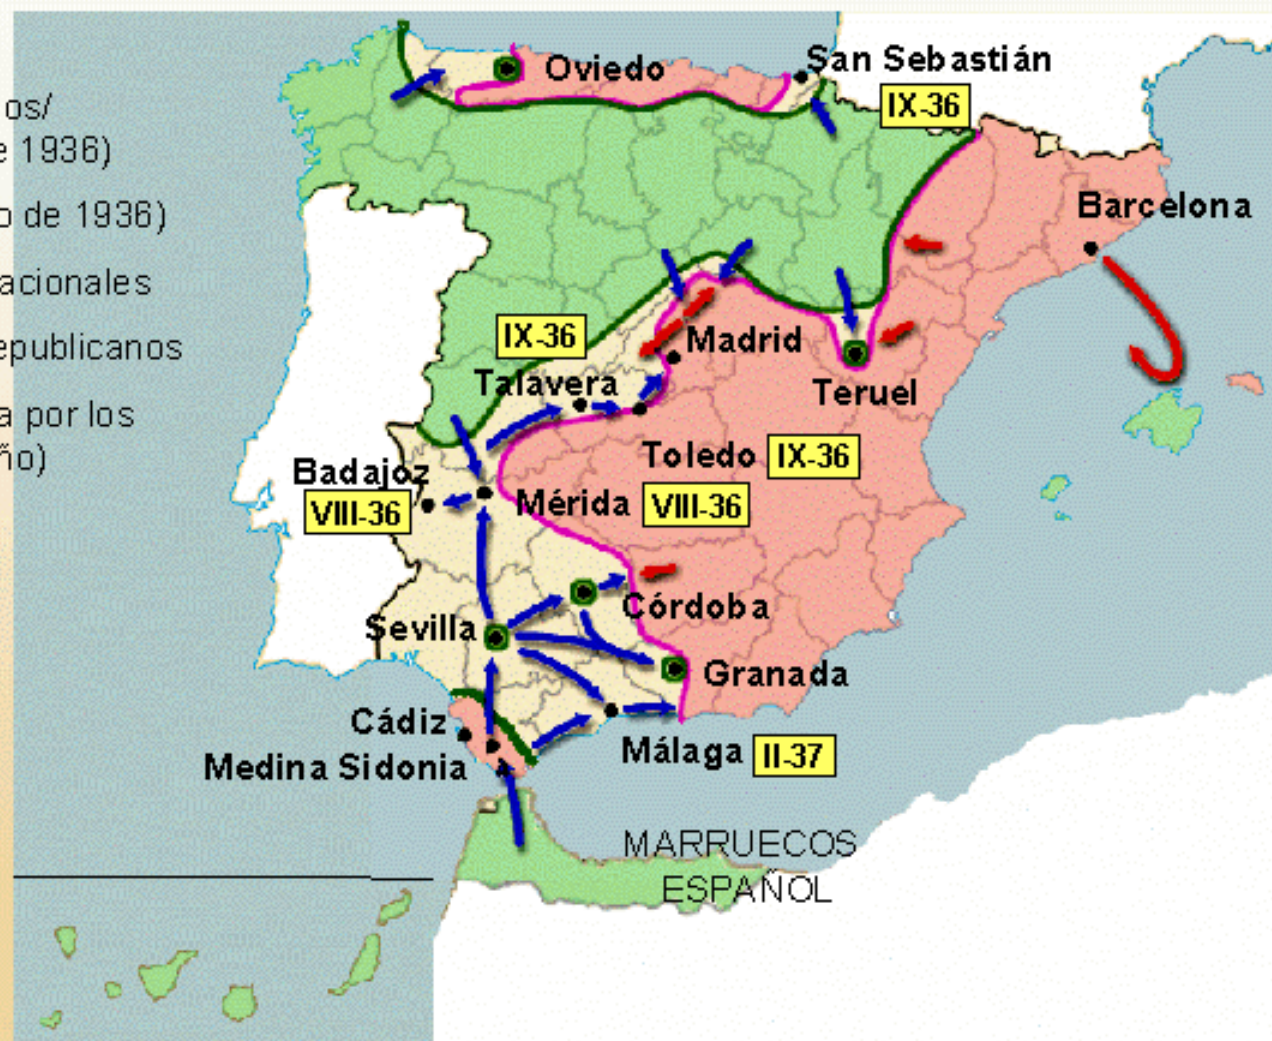 os/
e 1936)
o de 1936)
acionales
epublicanos
a por los
ño)
Oviedo
San Sebastián
IX-36
Barcelona
IX-36
Madrid
Talavera
Teruel
Toledo IX-36
Badajoz
VIII-36
Mérida VIII-36
Córdoba
Sevilla
Granada
Cádiz
Málaga II-37
Medina Sidonia
MARRUECOS
ESPAÑOL